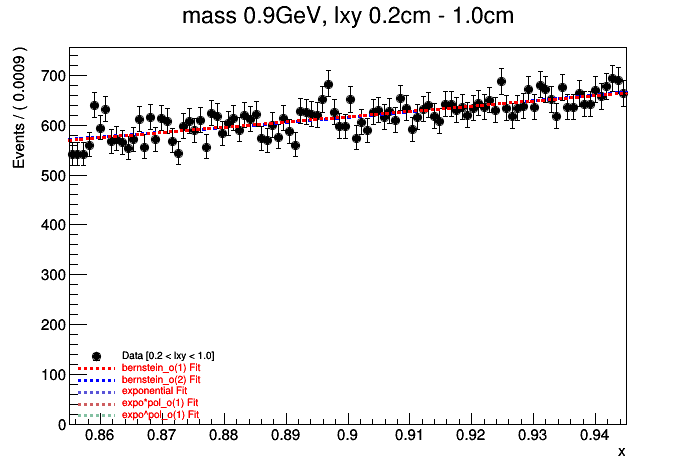 mass 0.9GeV, lxy 0.2cm - 1.0cm
Events / ( 0.0009 )
700
600
500
400
300
200
100
0
Data [0.2 < lxy < 1.0]
bernstein_o(1) Fit
bernstein_o(2) Fit
exponential Fit
expo*pol_o(1) Fit
expo^pol_o(1) Fit
0.86 0.87 0.88 0.89 0.9 0.91 0.92 0.93 0.94
x